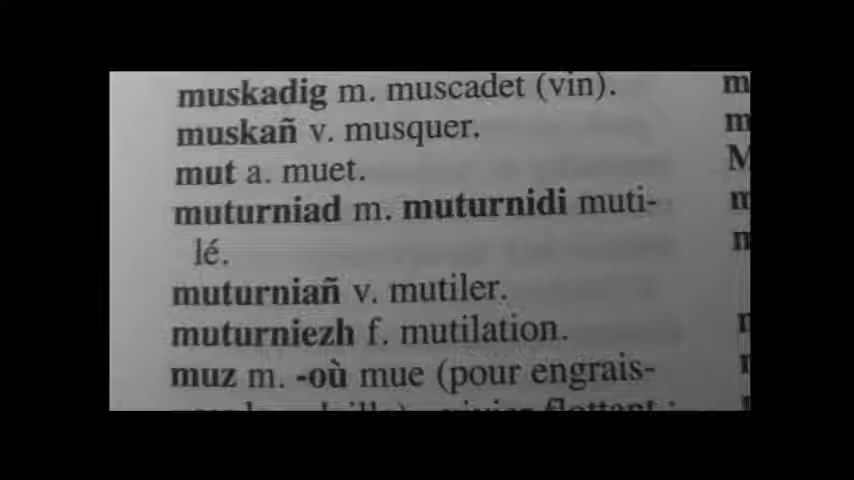 muskadig m. muscadet (vin).
muskañ v. musquer.
mut a. muet.
muturniad m. muturnidi muti-
lé.
muturniañ v. mutiler.
muturniezh f. mutilation.
muz m. -où mue (pour engrais-
flottant ;
m
m
M
m
m